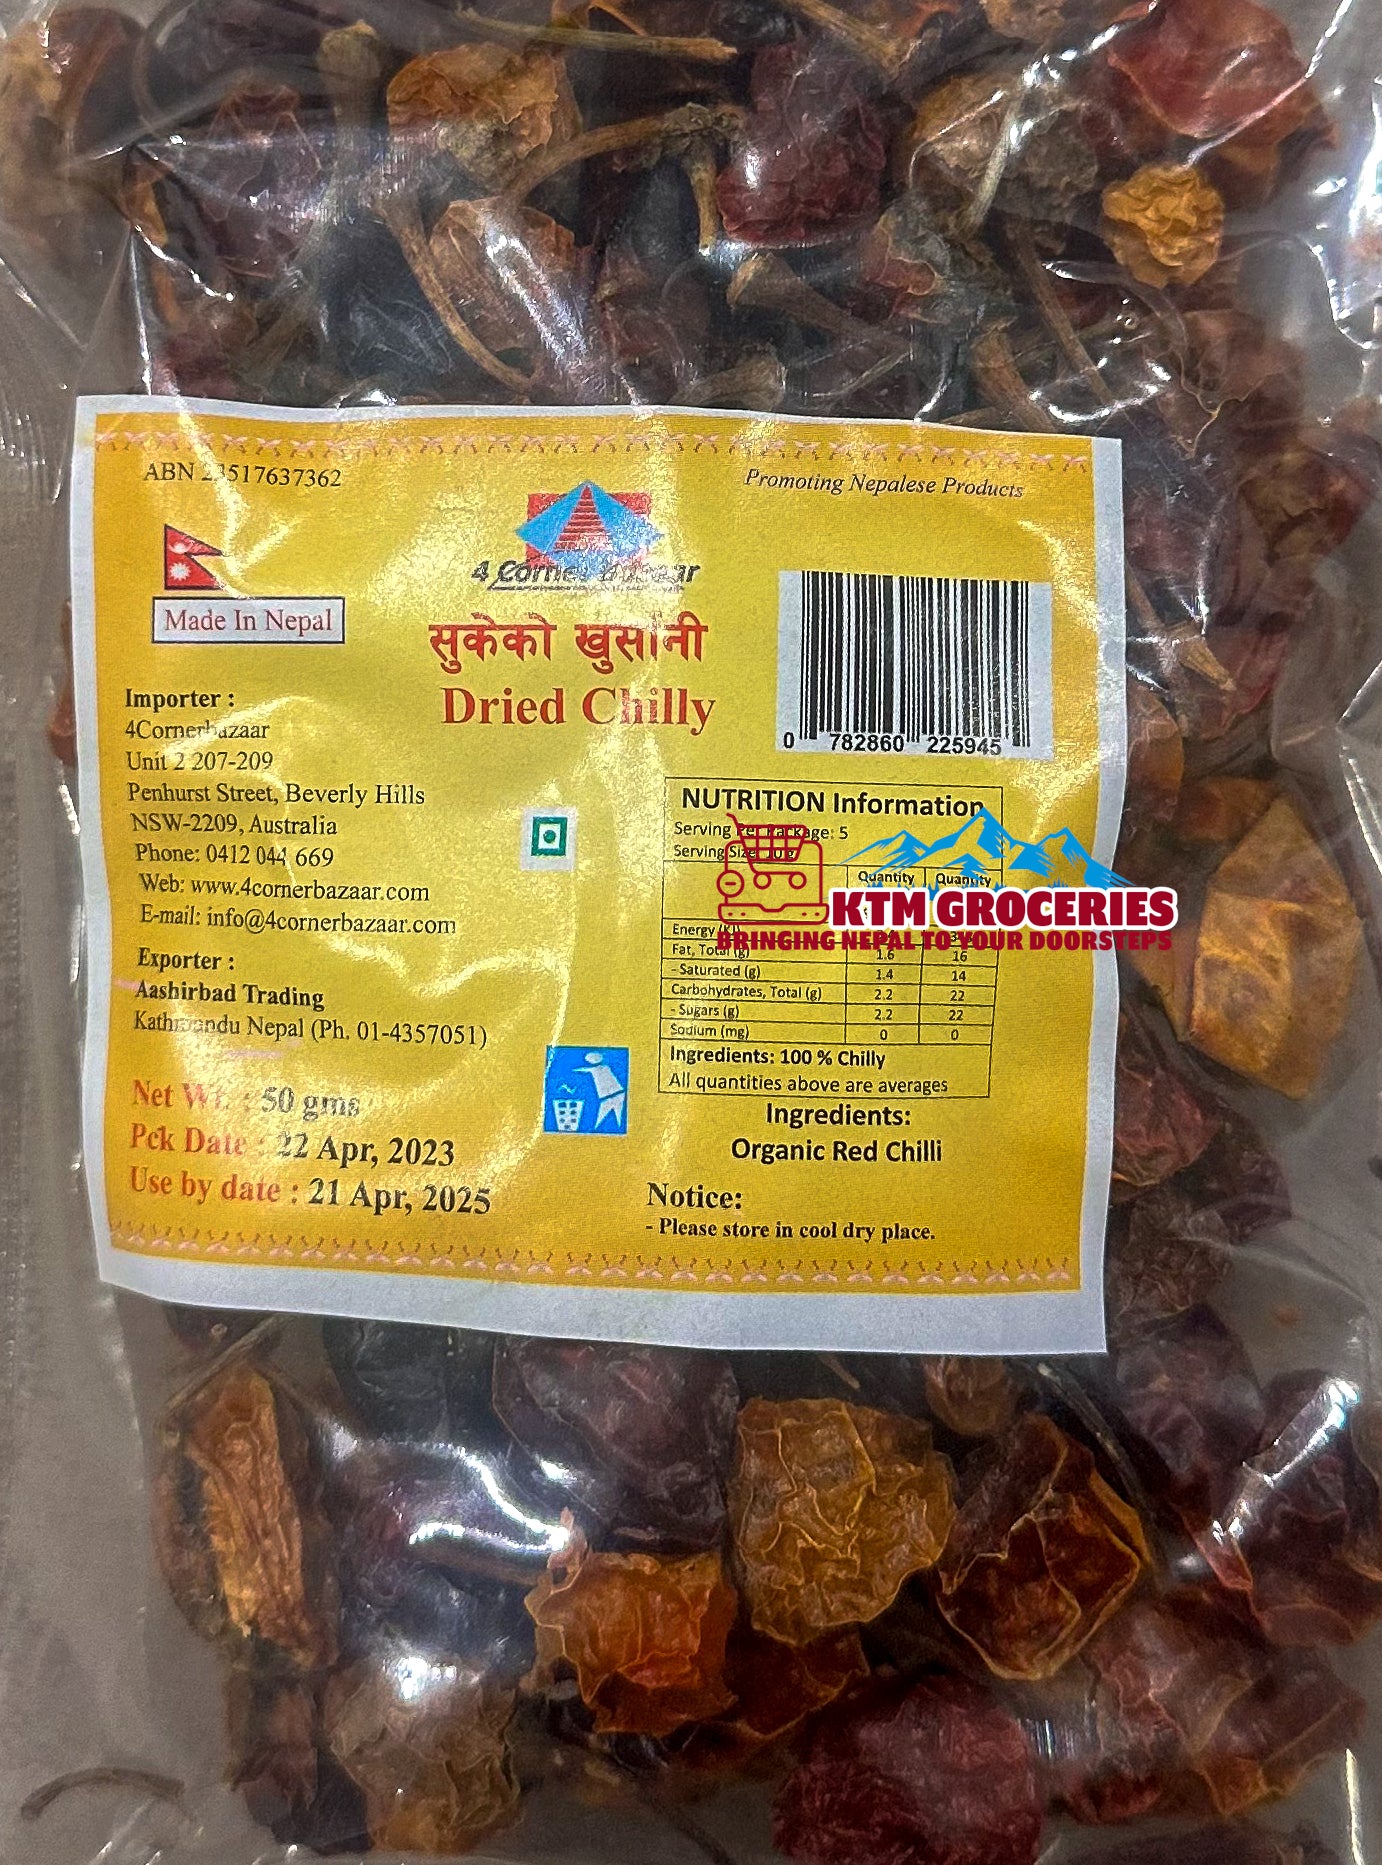 Promoting Nepalese Products
4 Corner Bazaar
Made In Nepal
सुकेको खुर्सानी
Dried Chilly
0 782860 225945
Importer :
4Cornerbazaar
Unit 2 207-209
Penhurst Street, Beverly Hills
NSW-2209, Australia
Phone: 0412 044 669
Web: www.4cornerbazaar.com
E-mail: info@4cornerbazaar.com
Exporter :
Aashirbad Trading
Kathmandu Nepal (Ph. 01-4357051)
Net Wt. : 50 gms
Pck Date : 22 Apr, 2023
Use by date : 21 Apr, 2025
NUTRITION Information
Serving Per Package: 5
Serving Size: 10 g
Quantity Quantity
Energy (KJ)
Fat, Total (g) 1.6 16
- Saturated (g) 1.4 14
Carbohydrates, Total (g) 2.2 22
- Sugars (g) 2.2 22
Sodium (mg) 0 0
Ingredients: 100 % Chilly
All quantities above are averages
Ingredients:
Organic Red Chilli
Notice:
- Please store in cool dry place.
KTM GROCERIES
BRINGING NEPAL TO YOUR DOORSTEPS